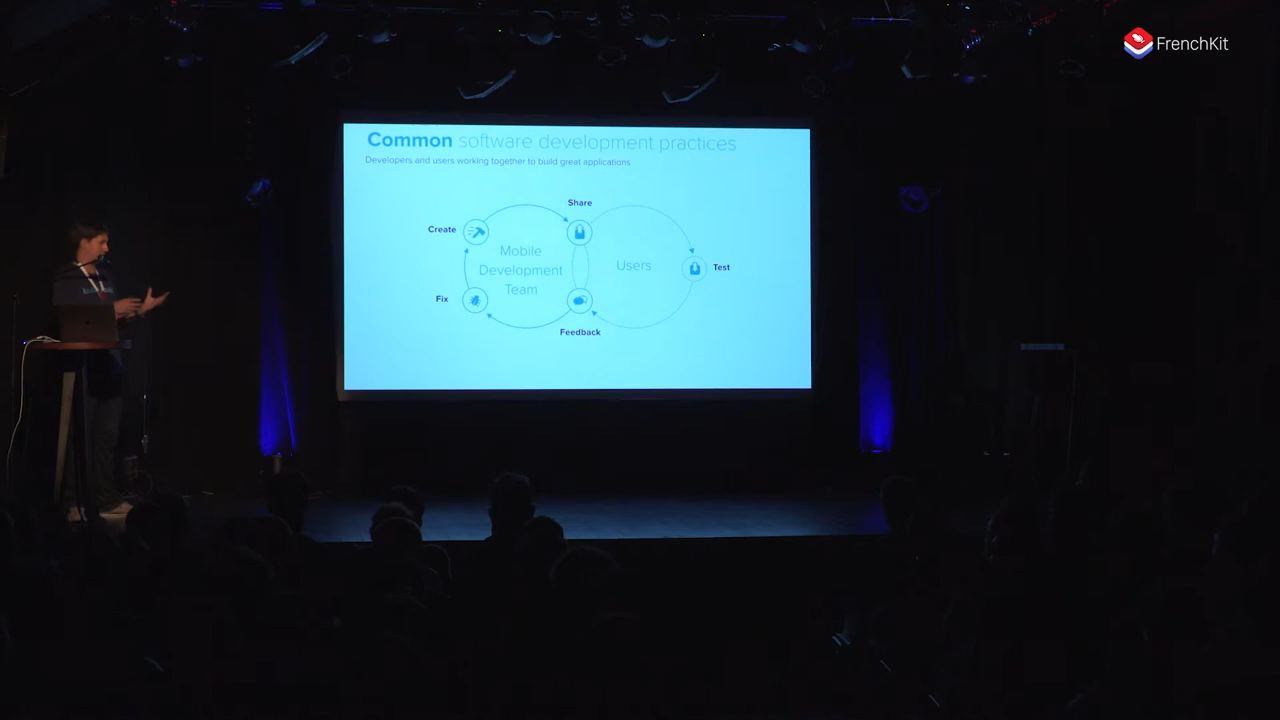 FrenchKit
Common software development practices
Developers and users working together to build great applications
Share
Create
Mobile
Development
Team
Users
Test
Fix
Feedback